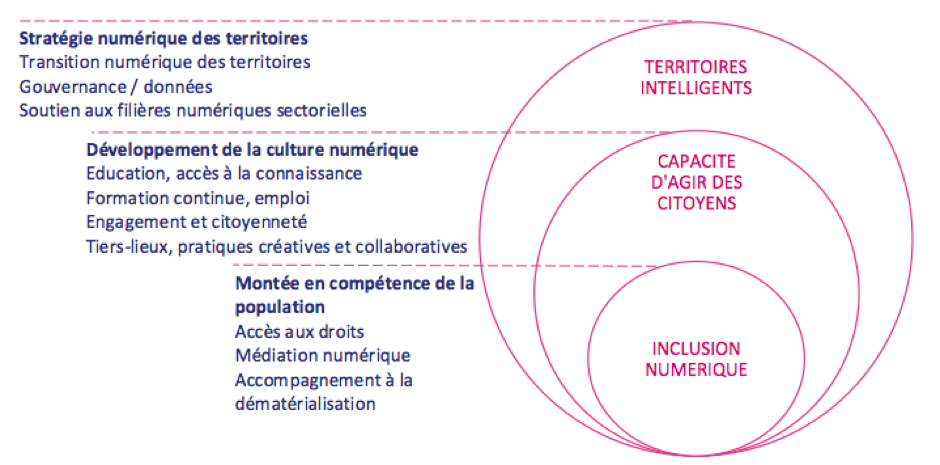 Stratégie numérique des territoires
Transition numérique des territoires
Gouvernance / données
Soutien aux filières numériques sectorielles
Développement de la culture numérique
Education, accès à la connaissance
Formation continue, emploi
Engagement et citoyenneté
Tiers-lieux, pratiques créatives et collaboratives
Montée en compétence de la
population
Accès aux droits
Médiation numérique
Accompagnement à la
dématérialisation
TERRITOIRES
INTELLIGENTS
CAPACITE
D'AGIR DES
CITOYENS
INCLUSION
NUMERIQUE